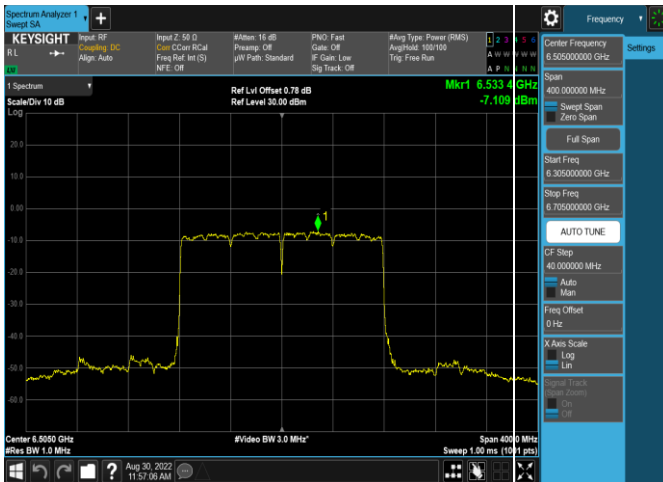 Spectrum Analyzer 1
Swept SA
Frequency
KEYSIGHT
R L
LV
Input: RF
Coupling: DC
Align: Auto
Input Z: 50 Ω
Corr CCorr RCal
Freq Ref: Int (S)
NFE: Off
#Atten: 16 dB
Preamp: Off
µW Path: Standard
PNO: Fast
Gate: Off
IF Gain: Low
Sig Track: Off
#Avg Type: Power (RMS)
Avg|Hold: 100/100
Trig: Free Run
1 2 3 4 5 6
A W W W W W
A P N N N N
1 Spectrum
Scale/Div 10 dB
Log
Ref Lvl Offset 0.78 dB
Ref Level 30.00 dBm
Mkr1 6.533 4 GHz
-7.109 dBm
20.0
10.0
0.00
-10.0
-20.0
-30.0
-40.0
-50.0
-60.0
1
Center 6.5050 GHz
#Res BW 1.0 MHz
#Video BW 3.0 MHz*
Span 400.0 MHz
Sweep 1.00 ms (1001 pts)
Aug 30, 2022
11:57:06 AM
Center Frequency
6.505000000 GHz
Settings
Span
400.000000 MHz
Swept Span
Zero Span
Full Span
Start Freq
6.305000000 GHz
Stop Freq
6.705000000 GHz
AUTO TUNE
CF Step
40.000000 MHz
Auto
Man
Freq Offset
0 Hz
X Axis Scale
Log
Lin
Signal Track
(Span Zoom)
On
Off